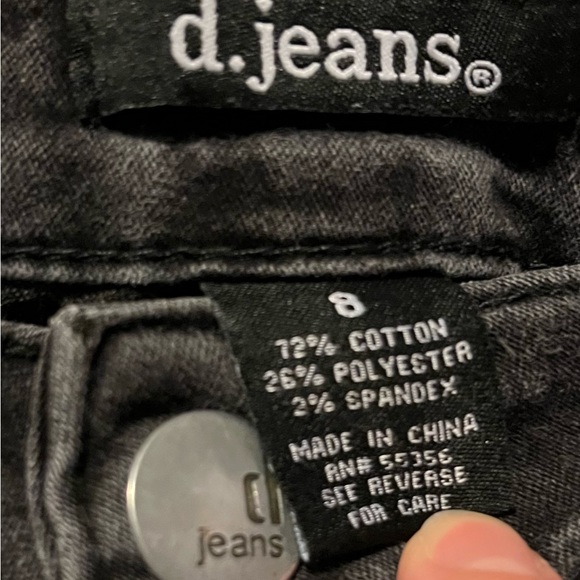 d.jeans®
8
72% COTTON
26% POLYESTER
2% SPANDEX
MADE IN CHINA
RN# 55356
SEE REVERSE
FOR CARE
d
jeans